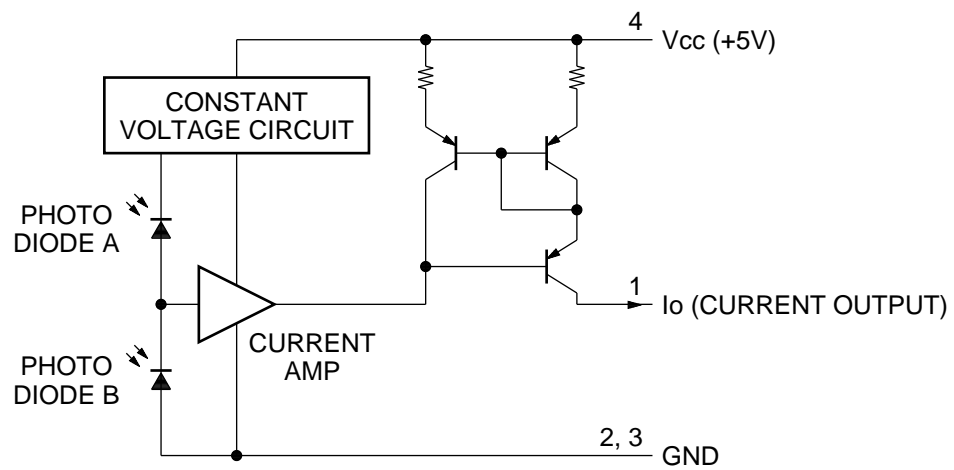 4
Vcc (+5V)
CONSTANT
VOLTAGE CIRCUIT
PHOTO
DIODE A
1
Io (CURRENT OUTPUT)
CURRENT
AMP
PHOTO
DIODE B
2, 3
GND